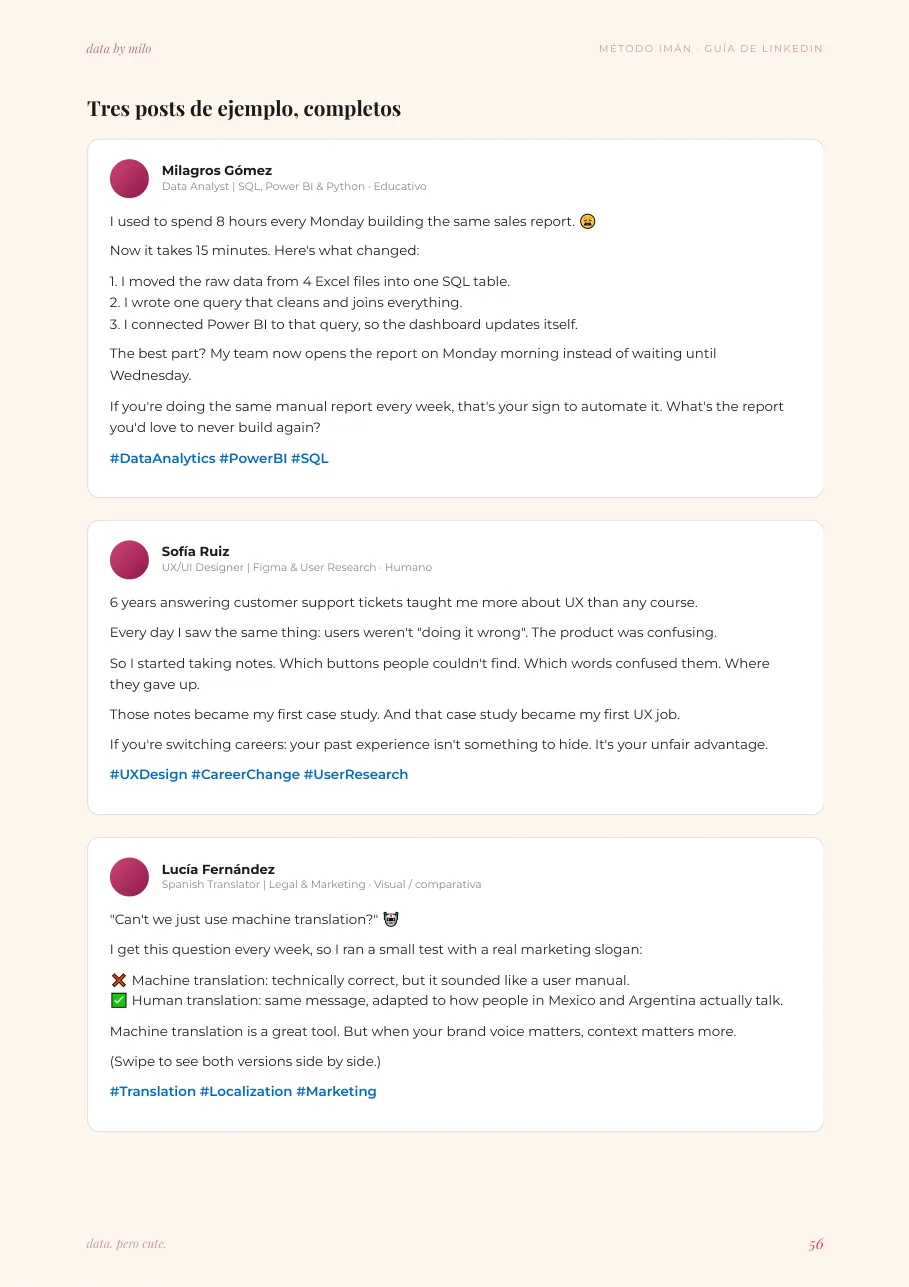 data by milo
MÉTODO IMÁN · GUÍA DE LINKEDIN
Tres posts de ejemplo, completos
Milagros Gómez
Data Analyst | SQL, Power BI & Python · Educativo
I used to spend 8 hours every Monday building the same sales report. 😩
Now it takes 15 minutes. Here's what changed:
1. I moved the raw data from 4 Excel files into one SQL table.
2. I wrote one query that cleans and joins everything.
3. I connected Power BI to that query, so the dashboard updates itself.
The best part? My team now opens the report on Monday morning instead of waiting until
Wednesday.
If you're doing the same manual report every week, that's your sign to automate it. What's the report
you'd love to never build again?
#DataAnalytics #PowerBI #SQL
Sofía Ruiz
UX/UI Designer | Figma & User Research · Humano
6 years answering customer support tickets taught me more about UX than any course.
Every day I saw the same thing: users weren't "doing it wrong". The product was confusing.
So I started taking notes. Which buttons people couldn't find. Which words confused them. Where
they gave up.
Those notes became my first case study. And that case study became my first UX job.
If you're switching careers: your past experience isn't something to hide. It's your unfair advantage.
#UXDesign #CareerChange #UserResearch
Lucía Fernández
Spanish Translator | Legal & Marketing · Visual / comparativa
"Can't we just use machine translation?" 🤖
I get this question every week, so I ran a small test with a real marketing slogan:
❌ Machine translation: technically correct, but it sounded like a user manual.
✅ Human translation: same message, adapted to how people in Mexico and Argentina actually talk.
Machine translation is a great tool. But when your brand voice matters, context matters more.
(Swipe to see both versions side by side.)
#Translation #Localization #Marketing
data. pero cute.
56